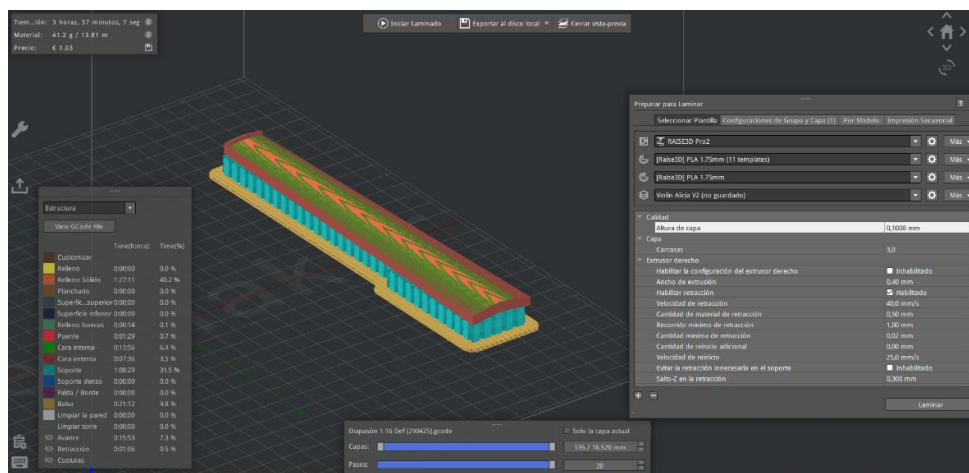 Tiem...ión: 3 horas, 37 minutos, 7 seg
Material: 41.2 g / 13.81 m
Precio: € 1.03
Iniciar Laminado
Exportar al disco local
Cerrar vista-previa
Estructura
View GCode File
Time(h:m:s) Time(%)
Customizar
Relleno 0:00:00 0.0 %
Relleno Sólido 1:27:11 40.2 %
Planchado 0:00:00 0.0 %
Superfic...superior 0:00:00 0.0 %
Superficie inferior 0:00:00 0.0 %
Relleno huecos 0:00:14 0.1 %
Puente 0:01:29 0.7 %
Cara interna 0:13:56 6.4 %
Cara externa 0:07:36 3.5 %
Soporte 1:08:29 31.5 %
Soporte denso 0:00:00 0.0 %
Falda / Borde 0:00:00 0.0 %
Balsa 0:21:12 9.8 %
Limpiar la pared 0:00:00 0.0 %
Limpiar torre 0:00:00 0.0 %
Avance 0:15:53 7.3 %
Retracción 0:01:06 0.5 %
Costuras
Diapasón 1-16 Def (290425).gcode
Solo la capa actual
Capas: 135 / 16.520 mm
Pasos: 20
Preparar para Laminar ?
Seleccionar Plantilla Configuraciones de Grupo y Capa (1) Por Modelo Impresión Secuencial
RAISE3D Pro2 Más
[Raise3D] PLA 1.75mm (11 templates) Más
[Raise3D] PLA 1.75mm Más
Violin Alicia V2 (no guardado) Más
Calidad
Altura de capa 0,1000 mm
Capa
Carcasas 3,0
Extrusor derecho
Habilitar la configuración del extrusor derecho Inhabilitado
Ancho de extrusión 0,40 mm
Habilitar retracción Habilitado
Velocidad de retracción 40,0 mm/s
Cantidad de material de retracción 0,50 mm
Recorrido mínimo de retracción 1,00 mm
Cantidad mínima de retracción 0,02 mm
Cantidad de reinicio adicional 0,00 mm
Velocidad de reinicio 25,0 mm/s
Evitar la retracción innecesaria en el soporte Inhabilitado
Salto-Z en la retracción 0,300 mm
Laminar